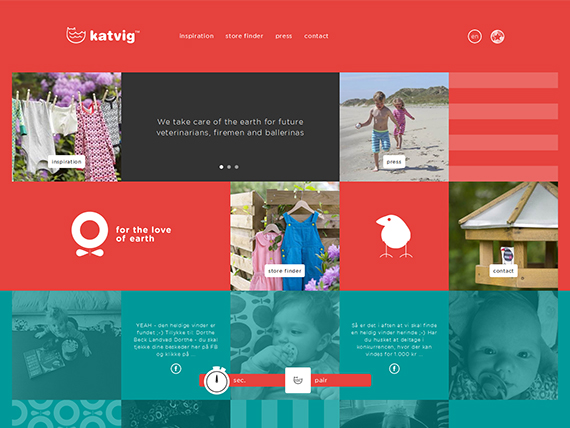 katvig™
inspiration store finder press contact
en
We take care of the earth for future
veterinarians, firemen and ballerinas
inspiration
press
for the love
of earth
store finder
contact
YEAH - den heldige vinder er
fundet ;-) Tillykke til: Dorthe
Beck Landved Dorthe - du skal
tjekke dine beskeder her på FB
og klikke på ...
Så er det i aften at vi skal finde
en heldig vinder herinde :-) Har
du husket at deltage i
konkurrencen, hvor der kan
vindes for 1.000 kr ...
sec.
pair